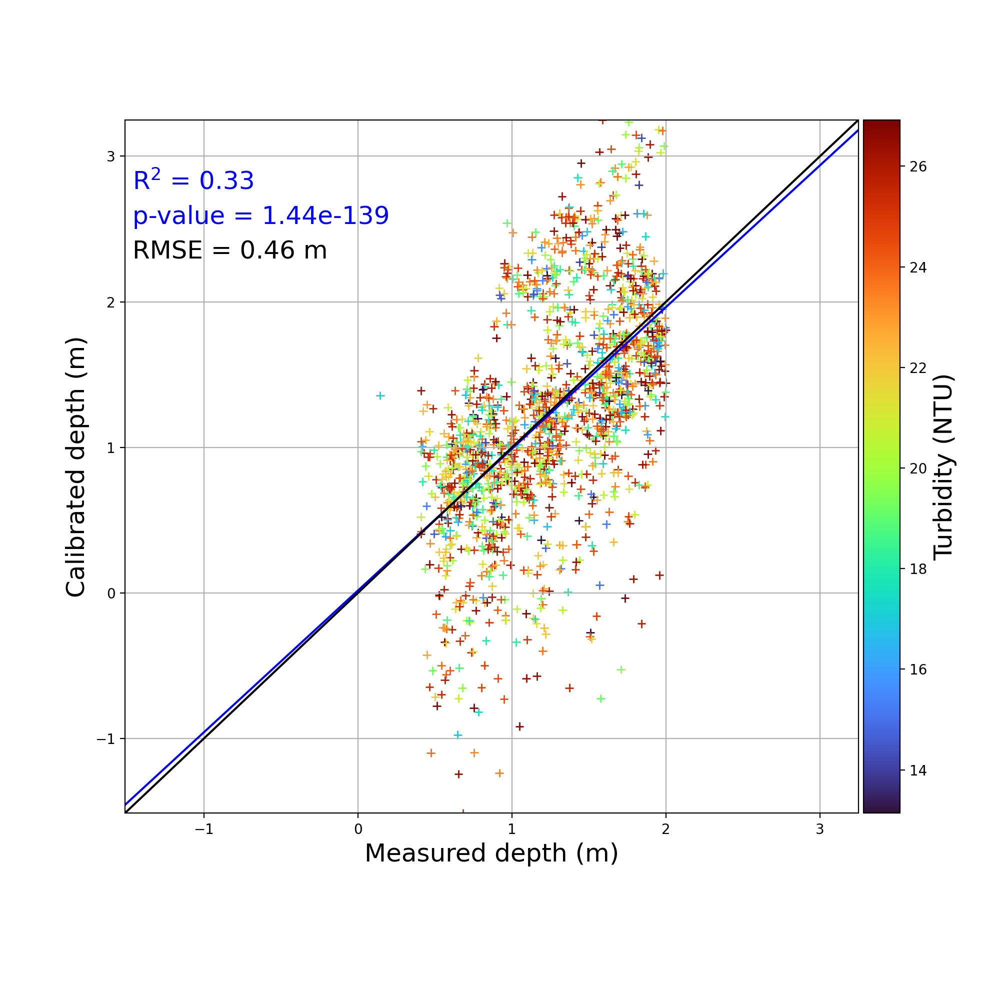 R² = 0.33
p-value = 1.44e-139
RMSE = 0.46 m
3
2
1
0
−1
Calibrated depth (m)
−1 0 1 2 3
Measured depth (m)
26
24
22
20
18
16
14
Turbidity (NTU)